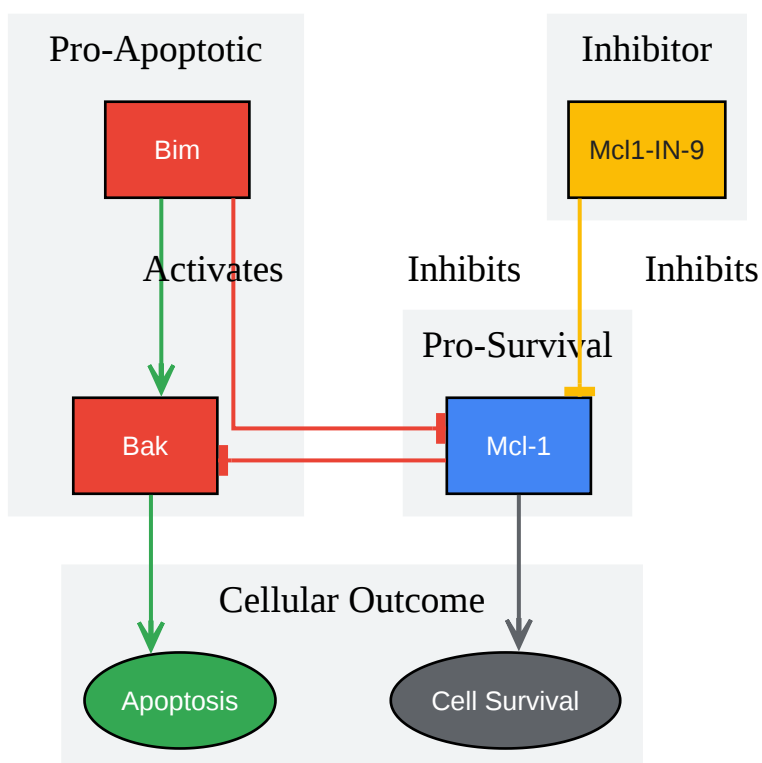 Pro-Apoptotic
Inhibitor
Bim
Mcl1-IN-9
Activates
Inhibits
Inhibits
Pro-Survival
Bak
Mcl-1
Cellular Outcome
Apoptosis
Cell Survival